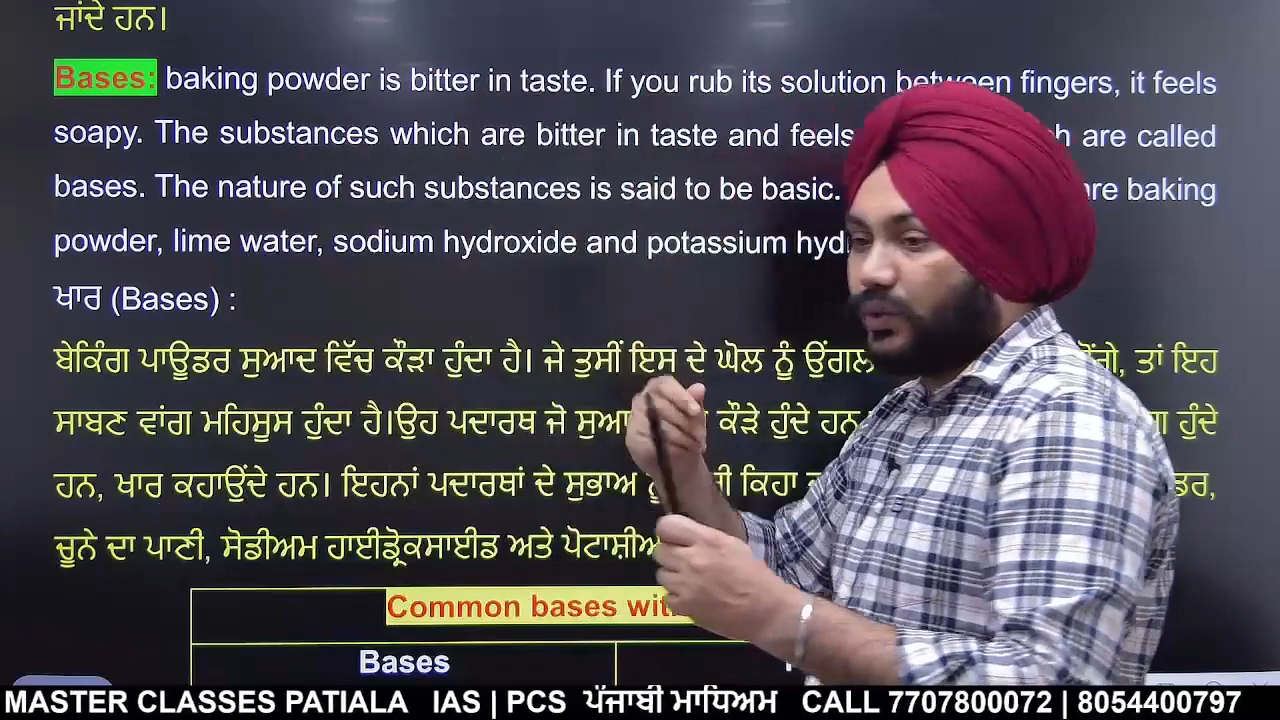 ਜਾਂਦੇ ਹਨ।
Bases: baking powder is bitter in taste. If you rub its solution between fingers, it feels
soapy. The substances which are bitter in taste and feels are called
bases. The nature of such substances is said to be basic. are baking
powder, lime water, sodium hydroxide and potassium
ਖਾਰ (Bases) :
ਬੇਕਿੰਗ ਪਾਊਡਰ ਸੁਆਦ ਵਿੱਚ ਕੌੜਾ ਹੁੰਦਾ ਹੈ। ਜੇ ਤੁਸੀਂ ਇਸ ਦੇ ਘੋਲ ਨੂੰ ਤਾਂ ਇਹ
ਸਾਬਣ ਵਾਂਗ ਮਹਿਸੂਸ ਹੁੰਦਾ ਹੈ।ਉਹ ਪਦਾਰਥ ਜੋ ਕੌੜੇ ਹੁੰਦੇ ਹਨ ਹੁੰਦੇ
ਹਨ, ਖਾਰ ਕਹਾਉਂਦੇ ਹਨ। ਇਹਨਾਂ ਪਦਾਰਥਾਂ ਦੇ ਸੁਭਾਅ ਕਿਹਾ
ਚੂਨੇ ਦਾ ਪਾਣੀ, ਸੋਡੀਅਮ ਹਾਈਡ੍ਰੋਕਸਾਈਡ ਅਤੇ
Common bases
Bases
MASTER CLASSES PATIALA IAS | PCS ਪੰਜਾਬੀ ਮਾਧਿਅਮ CALL 7707800072 | 8054400797